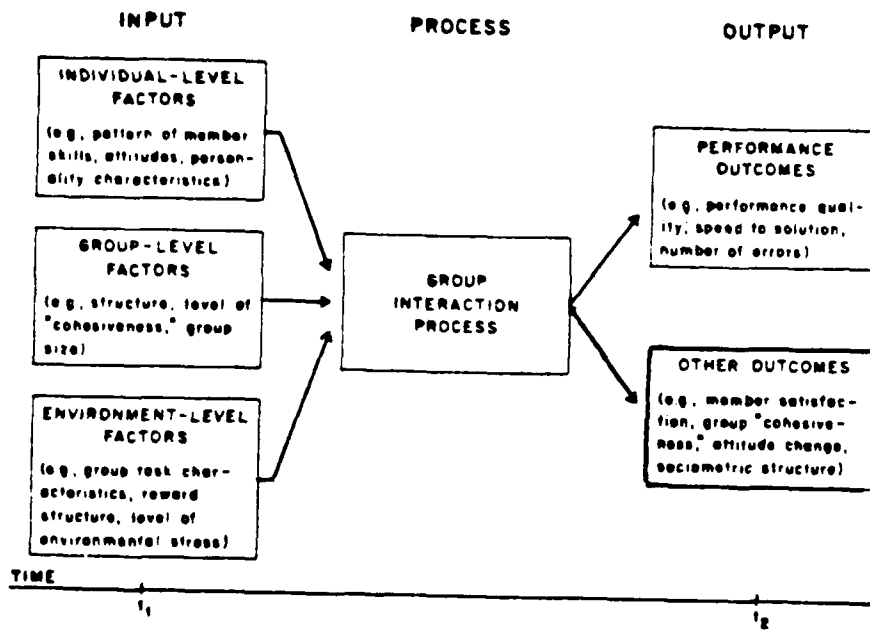 INPUT
PROCESS
OUTPUT
INDIVIDUAL-LEVEL
FACTORS
(e.g., pattern of member
skills, attitudes, person-
ality characteristics)
GROUP-LEVEL
FACTORS
(e.g., structure, level of
"cohesiveness," group
size)
ENVIRONMENT-LEVEL
FACTORS
(e.g., group task char-
acteristics, reward
structure, level of
environmental stress)
GROUP
INTERACTION
PROCESS
PERFORMANCE
OUTCOMES
(e.g., performance qual-
ity, speed to solution,
number of errors)
OTHER OUTCOMES
(e.g., member satisfac-
tion, group "cohesive-
ness," attitude change,
sociometric structure)
TIME
t1
t2